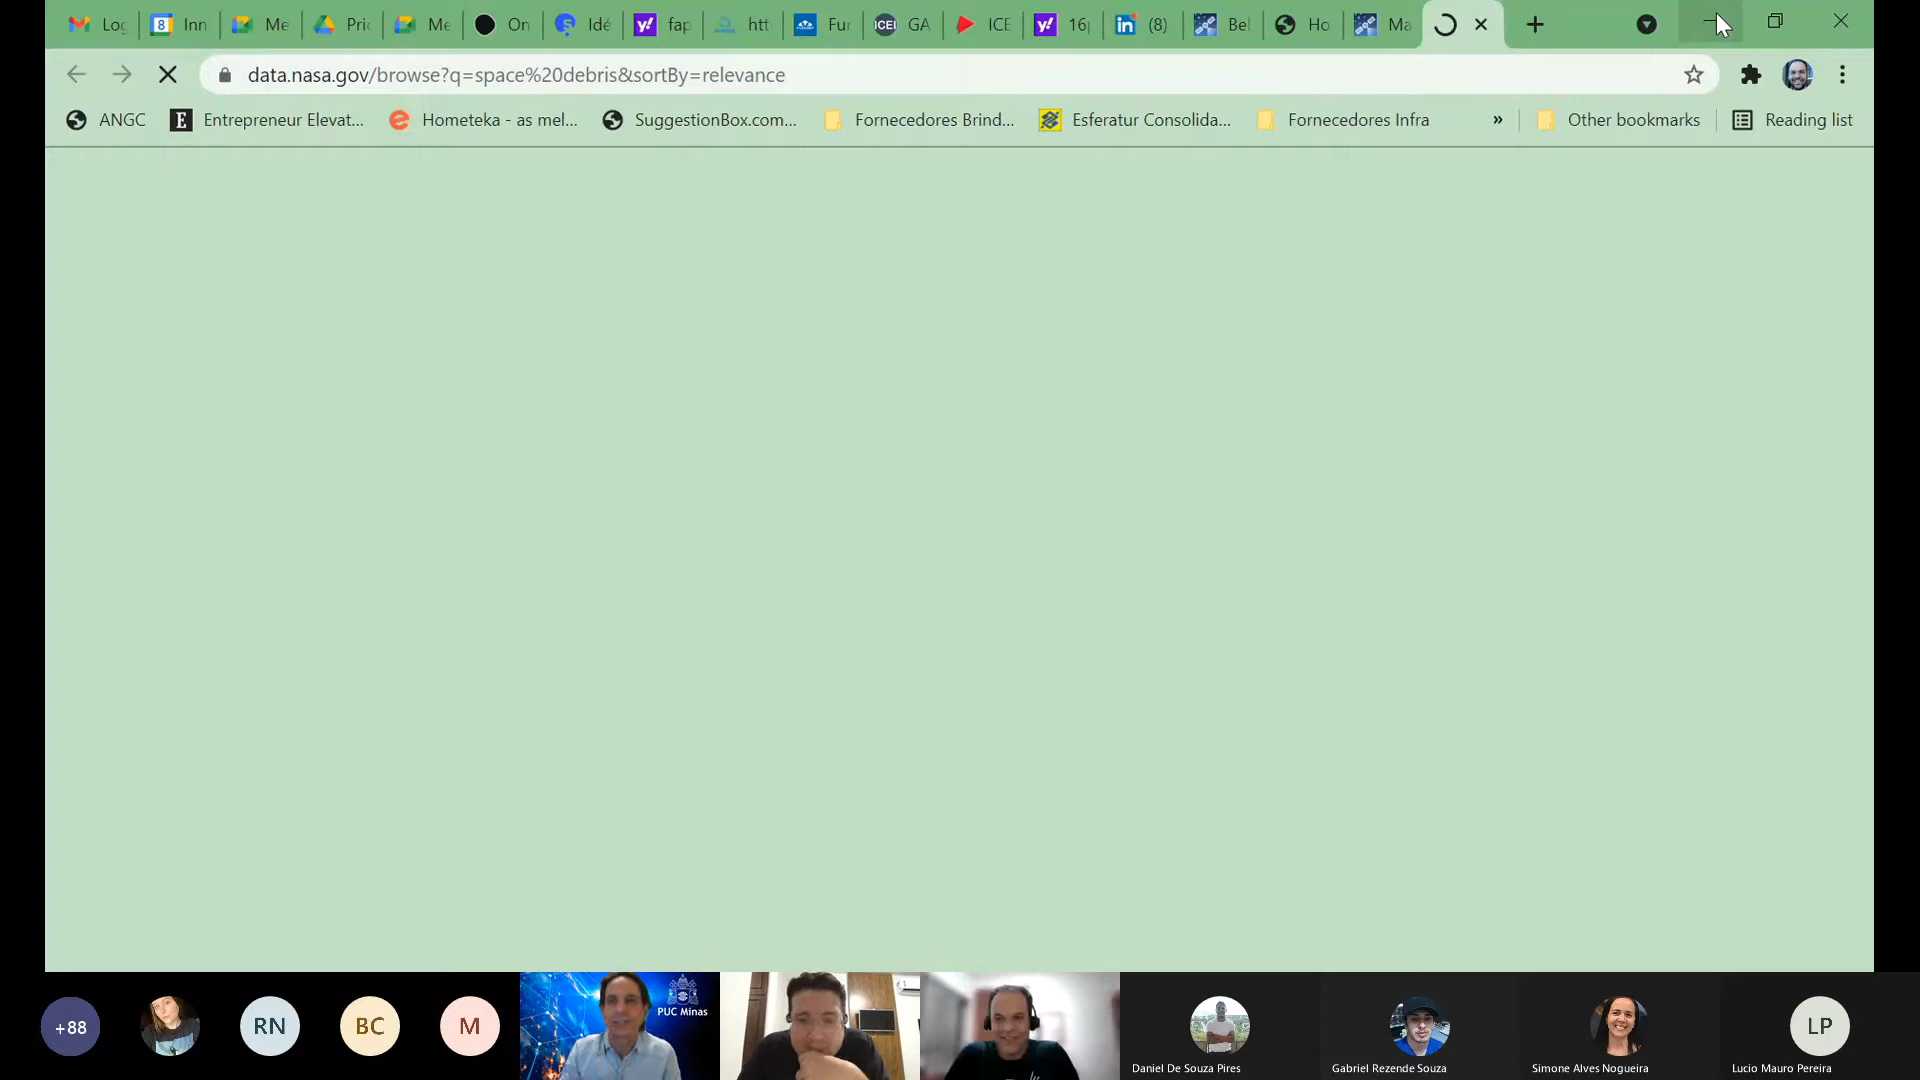 Log
8
Inn
Me
Pri
Me
On
Idé
y!
fap
htt
Fur
ICEI
GA
ICE
y!
16
in
(8)
Bel
Ho
Ma
data.nasa.gov/browse?q=space%20debris&sortBy=relevance
ANGC
E
Entrepreneur Elevat...
e
Hometeka - as mel...
SuggestionBox.com...
Fornecedores Brind...
Esferatur Consolida...
Fornecedores Infra
»
Other bookmarks
Reading list
+88
RN
BC
M
PUC Minas
Daniel De Souza Pires
Gabriel Rezende Souza
Simone Alves Nogueira
LP
Lucio Mauro Pereira